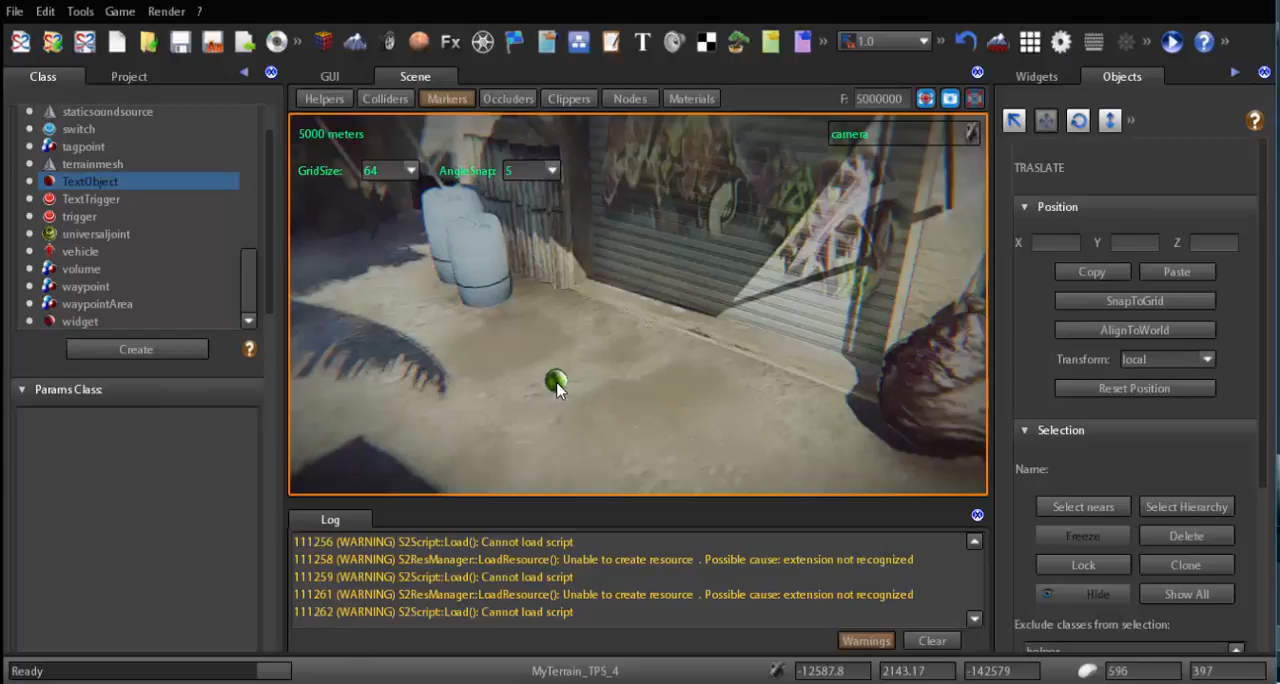 File Edit Tools Game Render ?
Fx T 1.0 ?
Class Project
GUI Scene
Widgets Objects
staticsoundsource
switch
tagpoint
terrainmesh
TextObject
TextTrigger
trigger
universaljoint
vehicle
volume
waypoint
waypointArea
widget
Create
Params Class:
Helpers Colliders Markers Occluders Clippers Nodes Materials F: 5000000
5000 meters
camera
GridSize: 64 AngleSnap: 5
TRANSLATE
Position
X Y Z
Copy Paste
SnapToGrid
AlignToWorld
Transform: local
Reset Position
Selection
Name:
Select nears Select Hierarchy
Freeze Delete
Lock Clone
Hide Show All
Exclude classes from selection:
helper
Log
111256 (WARNING) S2Script::Load(): Cannot load script
111258 (WARNING) S2ResManager::LoadResource(): Unable to create resource . Possible cause: extension not recognized
111259 (WARNING) S2Script::Load(): Cannot load script
111261 (WARNING) S2ResManager::LoadResource(): Unable to create resource . Possible cause: extension not recognized
111262 (WARNING) S2Script::Load(): Cannot load script
Warnings Clear
Ready MyTerrain_TPS_4 -12587.8 2143.17 -142579 596 397